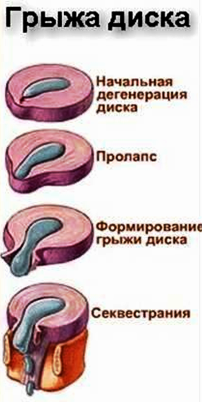 Грыжа диска
Начальная
дегенерация
диска
Пролапс
Формирование
грыжи диска
Секвестрания